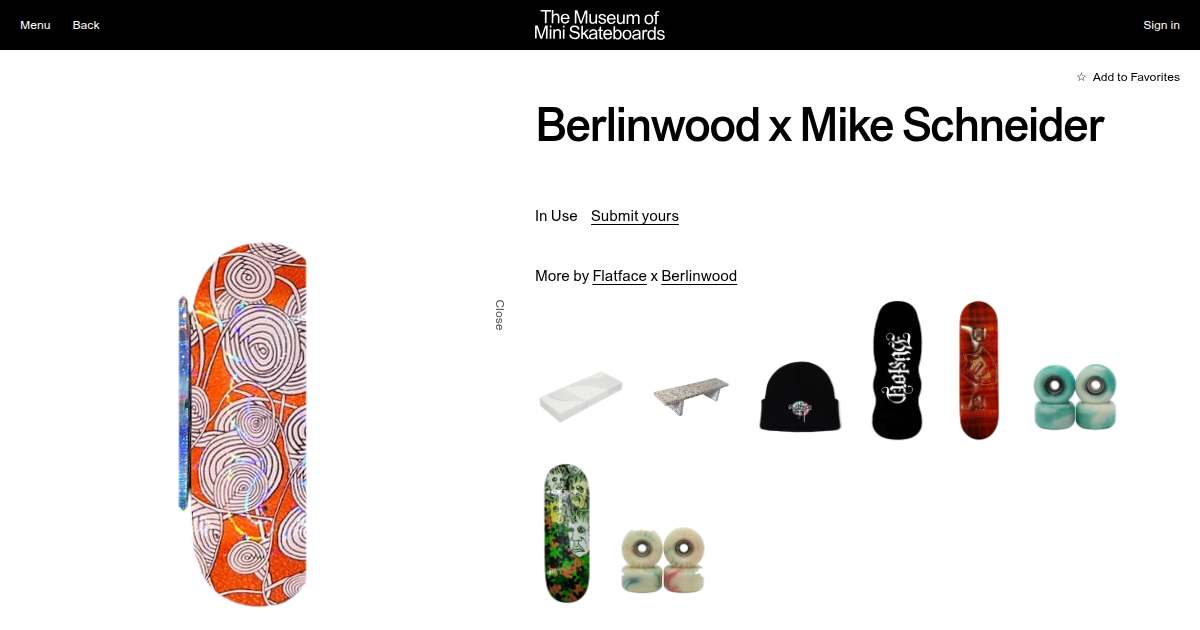 Menu Back
The Museum of
Mini Skateboards
Sign in
☆ Add to Favorites
Berlinwood x Mike Schneider
In Use Submit yours
More by Flatface x Berlinwood
Close